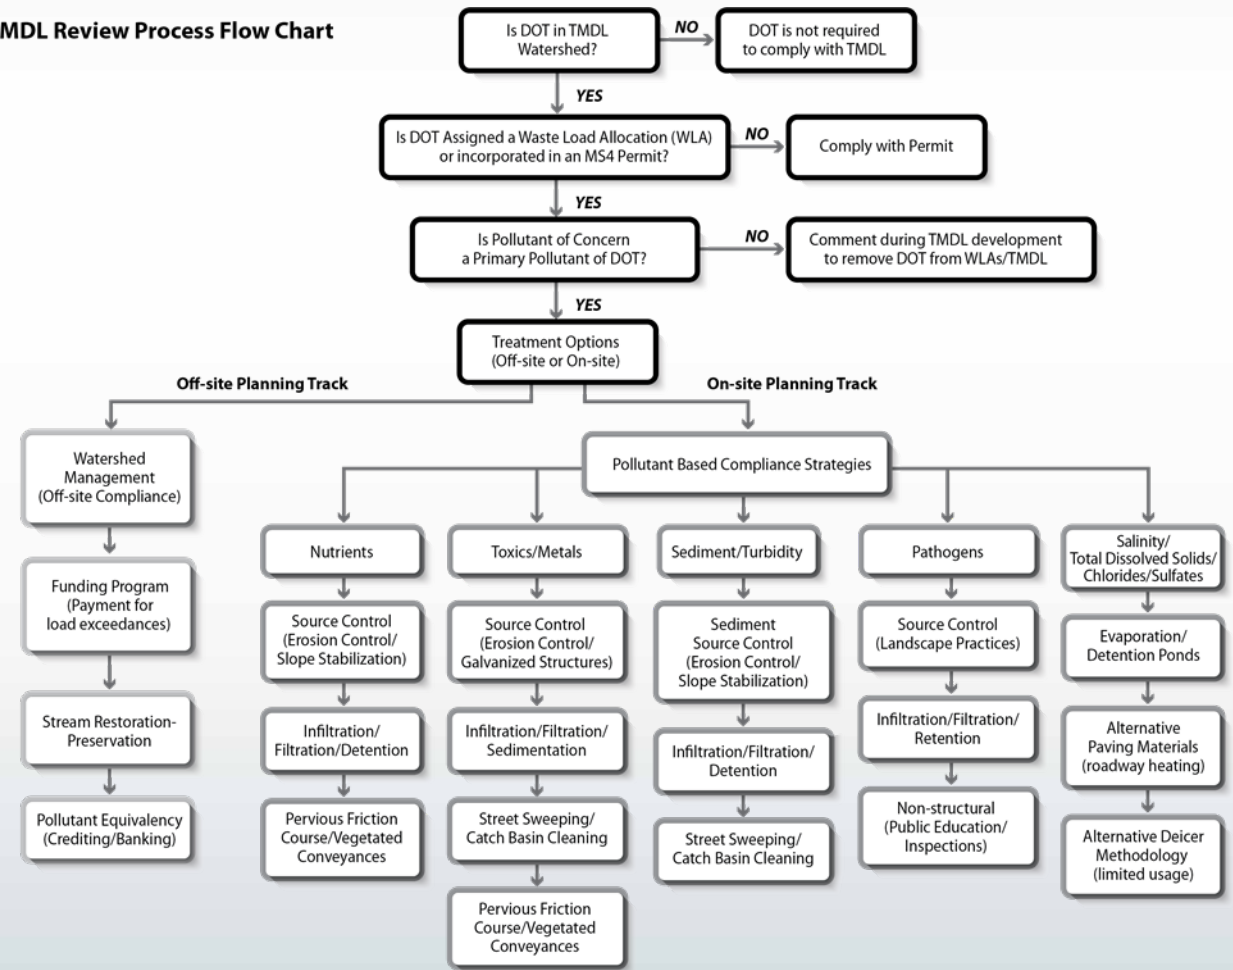 MDL Review Process Flow Chart
Is DOT in TMDL
Watershed?
NO
DOT is not required
to comply with TMDL
YES
Is DOT Assigned a Waste Load Allocation (WLA)
or incorporated in an MS4 Permit?
NO
Comply with Permit
YES
Is Pollutant of Concern
a Primary Pollutant of DOT?
NO
Comment during TMDL development
to remove DOT from WLAs/TMDL
YES
Treatment Options
(Off-site or On-site)
Off-site Planning Track
On-site Planning Track
Watershed
Management
(Off-site Compliance)
Funding Program
(Payment for
load exceedances)
Stream Restoration-
Preservation
Pollutant Equivalency
(Crediting/Banking)
Pollutant Based Compliance Strategies
Nutrients
Source Control
(Erosion Control/
Slope Stabilization)
Infiltration/
Filtration/Detention
Pervious Friction
Course/Vegetated
Conveyances
Toxics/Metals
Source Control
(Erosion Control/
Galvanized Structures)
Infiltration/Filtration/
Sedimentation
Street Sweeping/
Catch Basin Cleaning
Pervious Friction
Course/Vegetated
Conveyances
Sediment/Turbidity
Sediment
Source Control
(Erosion Control/
Slope Stabilization)
Infiltration/Filtration/
Detention
Street Sweeping/
Catch Basin Cleaning
Pathogens
Source Control
(Landscape Practices)
Infiltration/Filtration/
Retention
Non-structural
(Public Education/
Inspections)
Salinity/
Total Dissolved Solids/
Chlorides/Sulfates
Evaporation/
Detention Ponds
Alternative
Paving Materials
(roadway heating)
Alternative Deicer
Methodology
(limited usage)